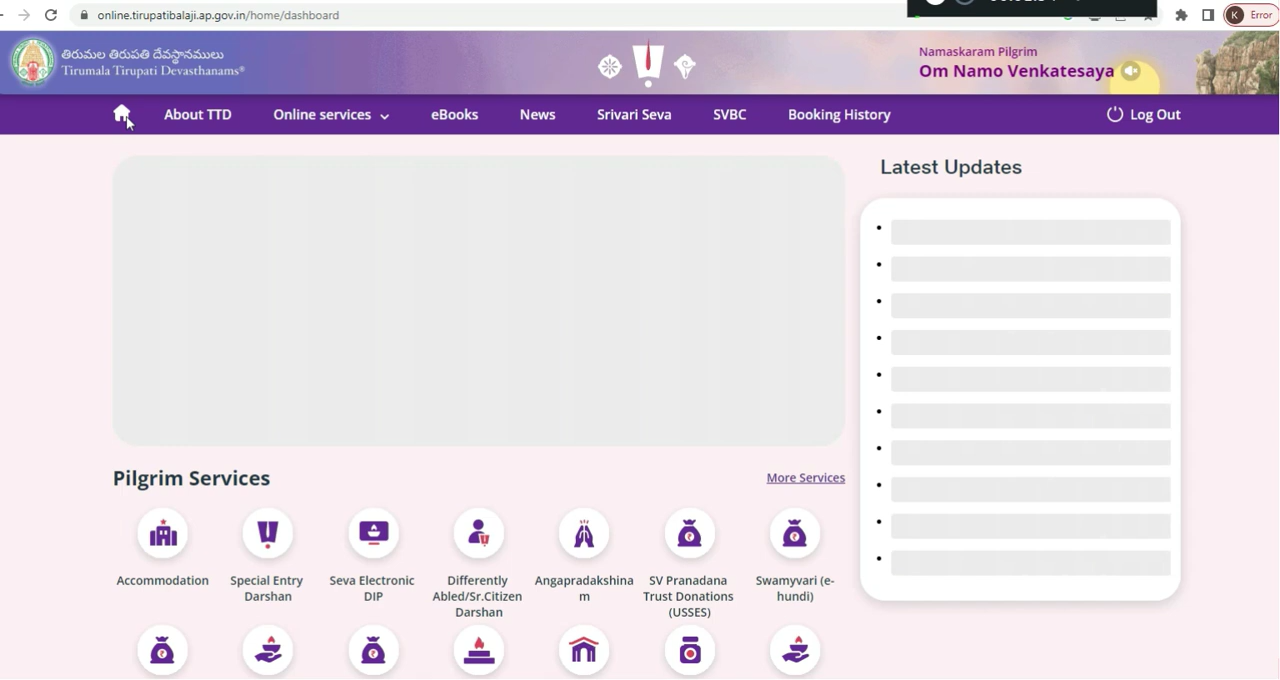 online.tirupatibalaji.ap.gov.in/home/dashboard
K Error
తిరుమల తిరుపతి దేవస్థానములు
Tirumala Tirupati Devasthanams®
Namaskaram Pilgrim
Om Namo Venkatesaya
About TTD Online services eBooks News Srivari Seva SVBC Booking History Log Out
Latest Updates
Pilgrim Services More Services
Accommodation
Special Entry
Darshan
Seva Electronic
DIP
Differently
Abled/Sr.Citizen
Darshan
Angapradakshina
m
SV Pranadana
Trust Donations
(USSES)
Swamyvari (e-
hundi)